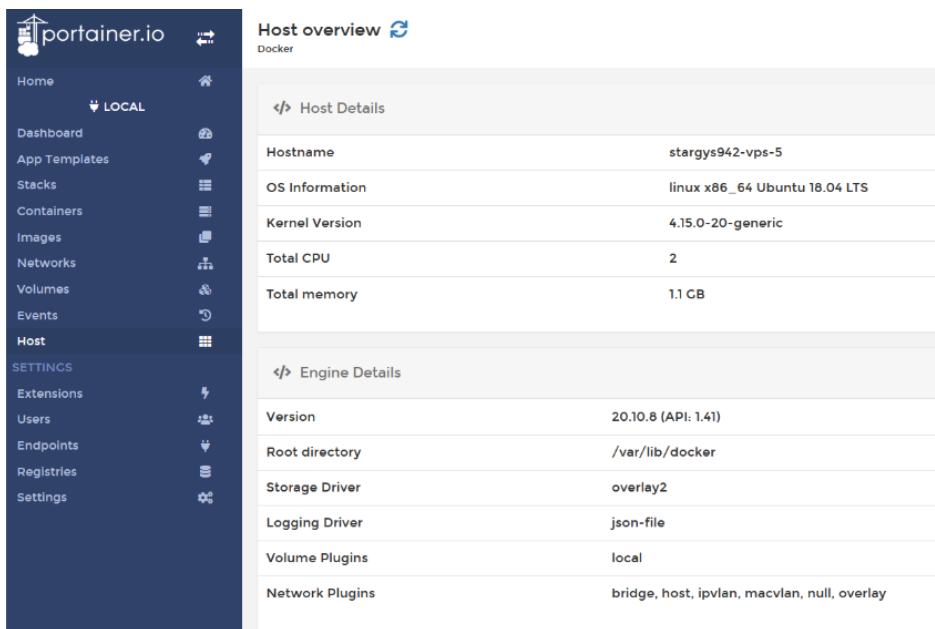 portainer.io
Home
LOCAL
Dashboard
App Templates
Stacks
Containers
Images
Networks
Volumes
Events
Host
SETTINGS
Extensions
Users
Endpoints
Registries
Settings
Host overview
Docker
</> Host Details
Hostname stargys942-vps-5
OS Information linux x86_64 Ubuntu 18.04 LTS
Kernel Version 4.15.0-20-generic
Total CPU 2
Total memory 1.1 GB
</> Engine Details
Version 20.10.8 (API: 1.41)
Root directory /var/lib/docker
Storage Driver overlay2
Logging Driver json-file
Volume Plugins local
Network Plugins bridge, host, ipvlan, macvlan, null, overlay